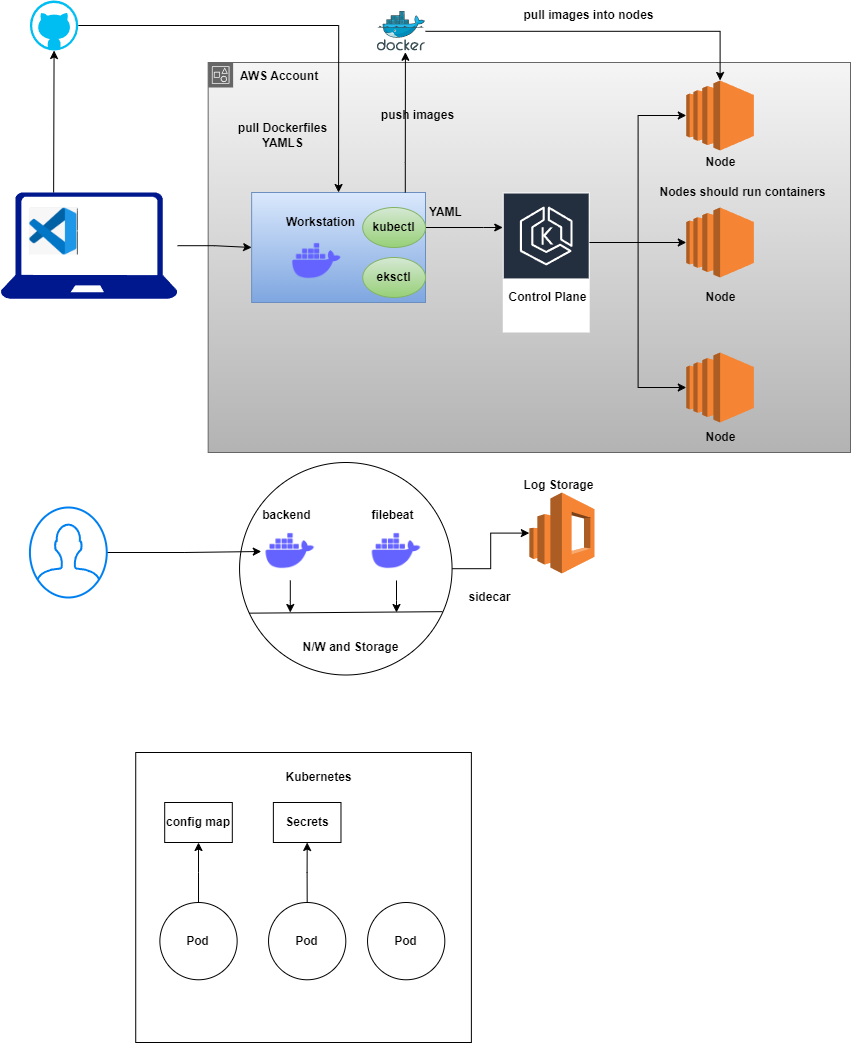 pull images into nodes
docker
AWS Account
push images
pull Dockerfiles
YAMLS
Node
Nodes should run containers
Workstation
kubectl
YAML
K
eksctl
Control Plane
Node
Node
Log Storage
backend
filebeat
sidecar
N/W and Storage
Kubernetes
config map
Secrets
Pod
Pod
Pod